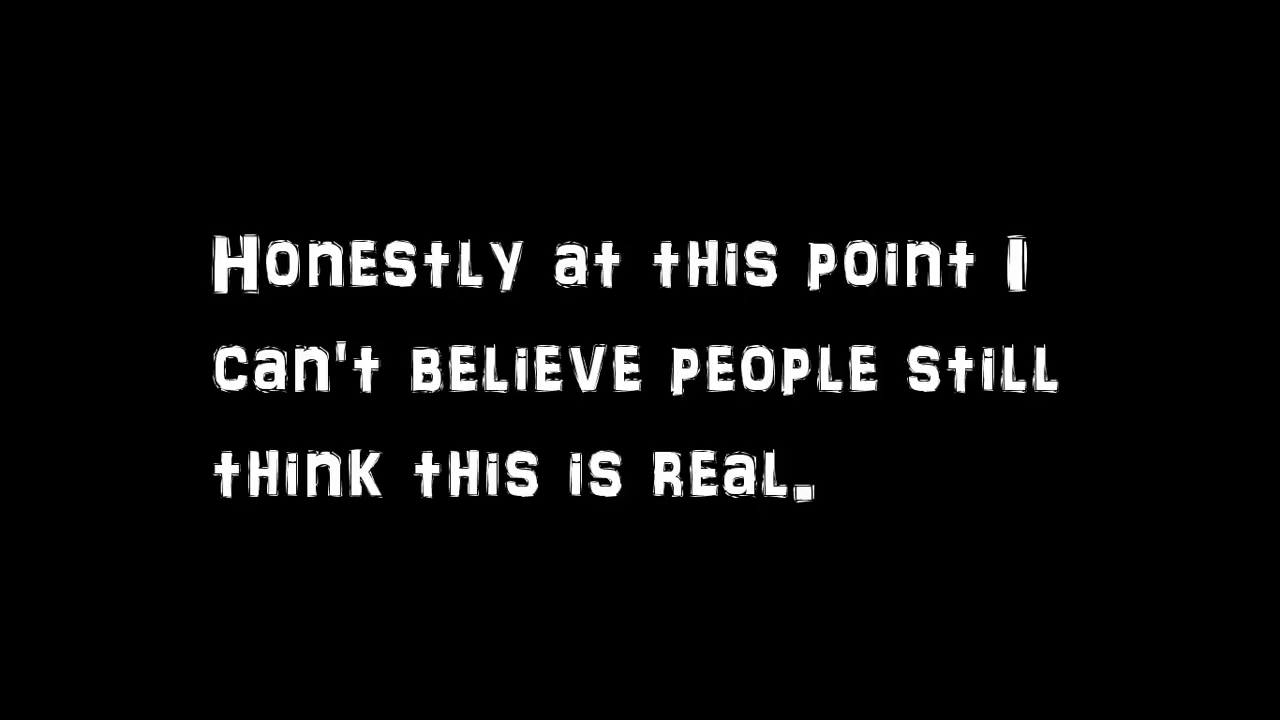 Honestly at this point I
can't believe people still
think this is real.